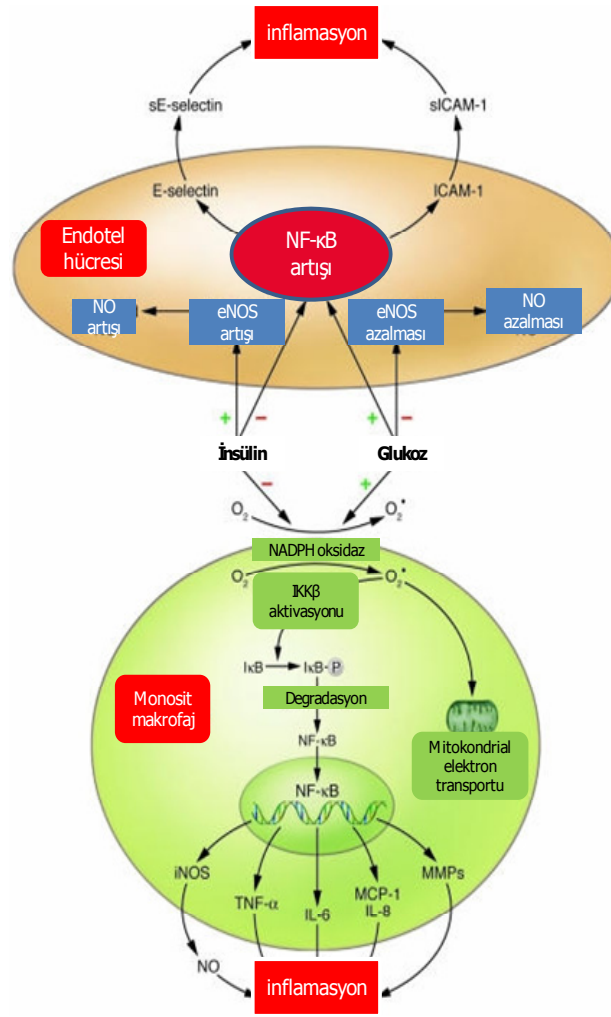 inflamasyon
sE-selectin
sICAM-1
E-selectin
ICAM-1
Endotel
hücresi
NF-κB
artışı
NO
artışı
eNOS
artışı
eNOS
azalması
NO
azalması
+
−
+
−
İnsülin
Glukoz
−
+
O₂
O₂•
NADPH oksidaz
O₂
O₂•
IKKβ
aktivasyonu
IκB
IκB-P
Monosit
makrofaj
Degradasyon
NF-κB
Mitokondrial
elektron
transportu
NF-κB
iNOS
TNF-α
IL-6
MCP-1
IL-8
MMPs
NO
inflamasyon